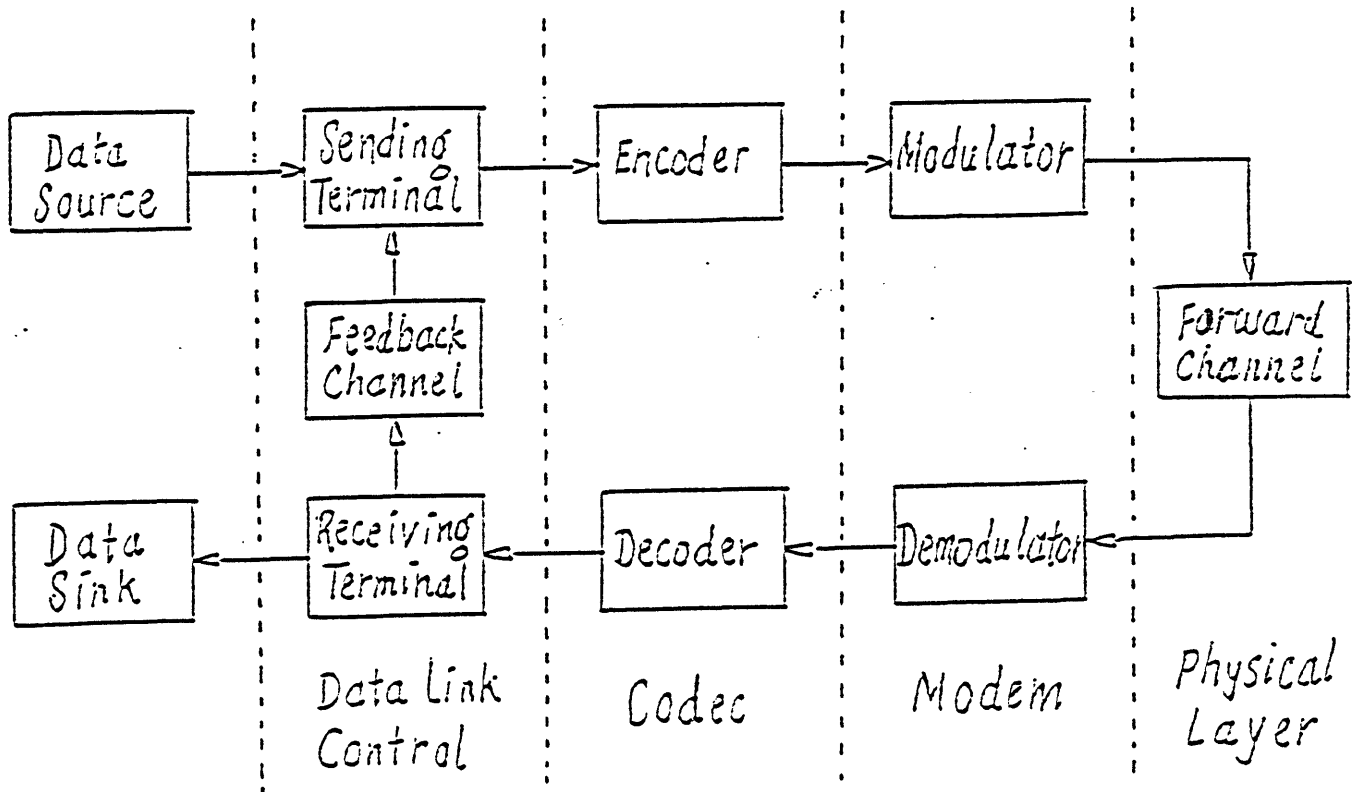 Data
Source
Sending
Terminal
Encoder
Modulator
Feedback
Channel
Forward
Channel
Data
Sink
Receiving
Terminal
Decoder
Demodulator
Data Link
Control
Codec
Modem
Physical
Layer